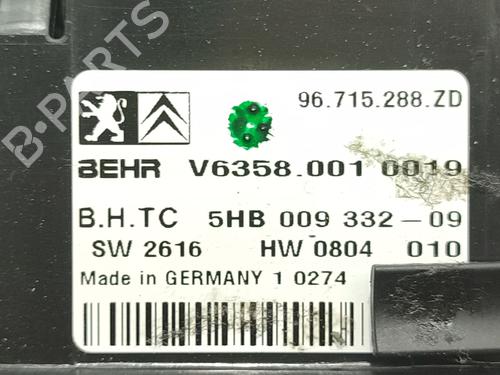 96.715.288.ZD
BEHR V6358.001 0019
B.H.TC 5HB 009 332-09
SW 2616 HW 0804 010
Made in GERMANY 1 0274
B-PARTS